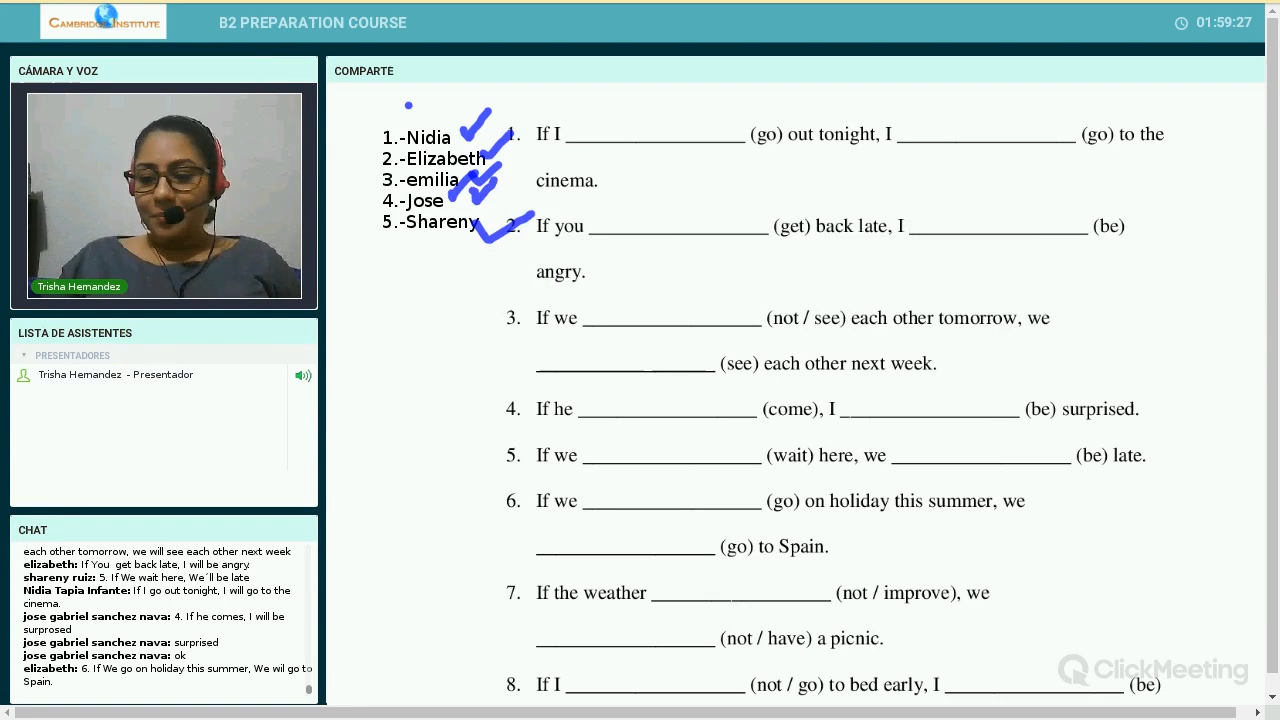 CAMBRIDGE INSTITUTE
B2 PREPARATION COURSE
01:59:27
CÁMARA Y VOZ
Trisha Hernandez
LISTA DE ASISTENTES
PRESENTADORES
Trisha Hernandez - Presentador
CHAT
each other tomorrow, we will see each other next week
elizabeth: If You get back late, I will be angry.
shareny ruiz: 5. If We wait here, We´ll be late
Nidia Tapia Infante: If I go out tonight, I will go to the
cinema.
jose gabriel sanchez nava: 4. If he comes, I will be
surprosed
jose gabriel sanchez nava: surprised
jose gabriel sanchez nava: ok
elizabeth: 6. If We go on holiday this summer, We wil go to
Spain.
COMPARTE
1.-Nidia
2.-Elizabeth
3.-emilia
4.-Jose
5.-Shareny
1. If I __________________ (go) out tonight, I __________________ (go) to the
cinema.
2. If you __________________ (get) back late, I __________________ (be)
angry.
3. If we __________________ (not / see) each other tomorrow, we
__________________ (see) each other next week.
4. If he __________________ (come), I __________________ (be) surprised.
5. If we __________________ (wait) here, we __________________ (be) late.
6. If we __________________ (go) on holiday this summer, we
__________________ (go) to Spain.
7. If the weather __________________ (not / improve), we
__________________ (not / have) a picnic.
8. If I __________________ (not / go) to bed early, I __________________ (be)
ClickMeeting